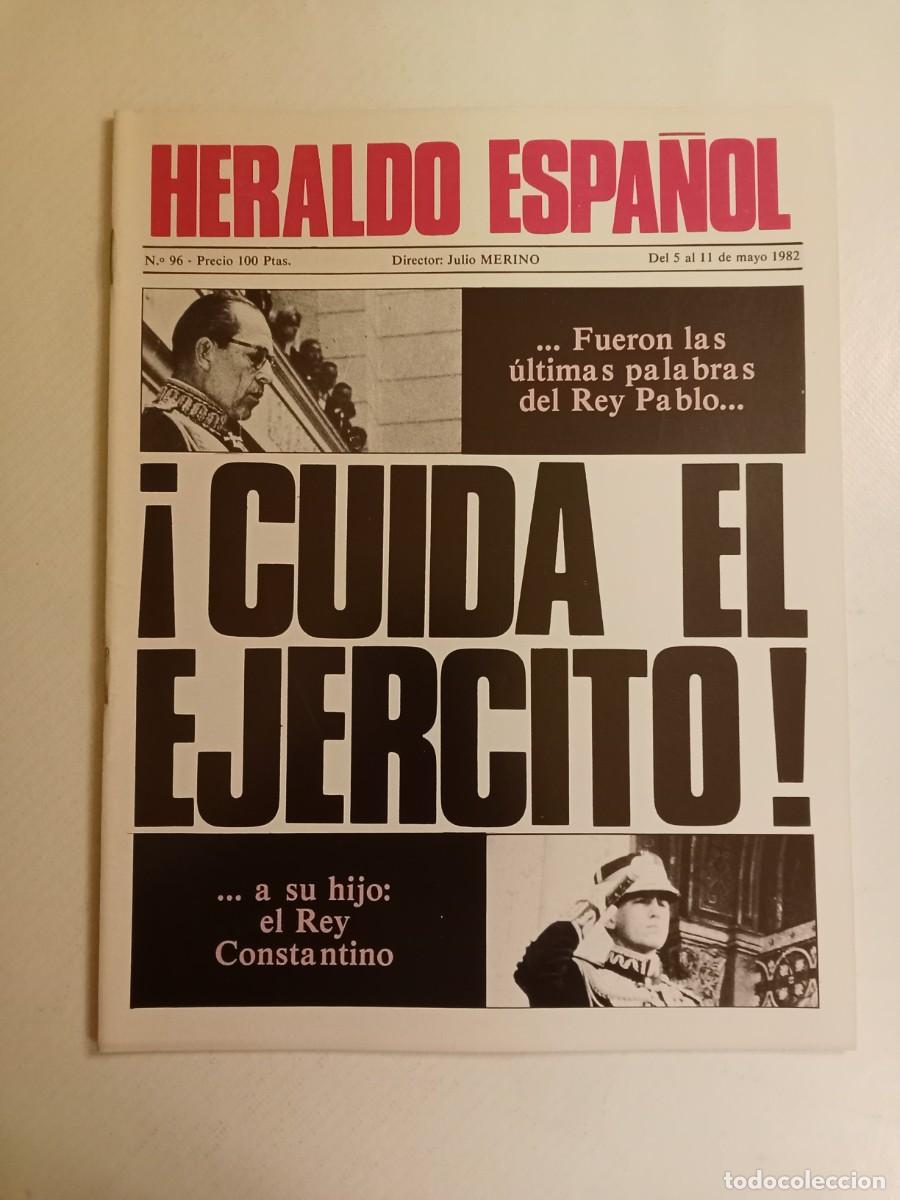 HERALDO ESPAÑOL
N.º 96 - Precio 100 Ptas. Director: Julio MERINO Del 5 al 11 de mayo 1982
... Fueron las
últimas palabras
del Rey Pablo...
¡CUIDA EL
EJERCITO!
... a su hijo:
el Rey
Constantino
todocoleccion